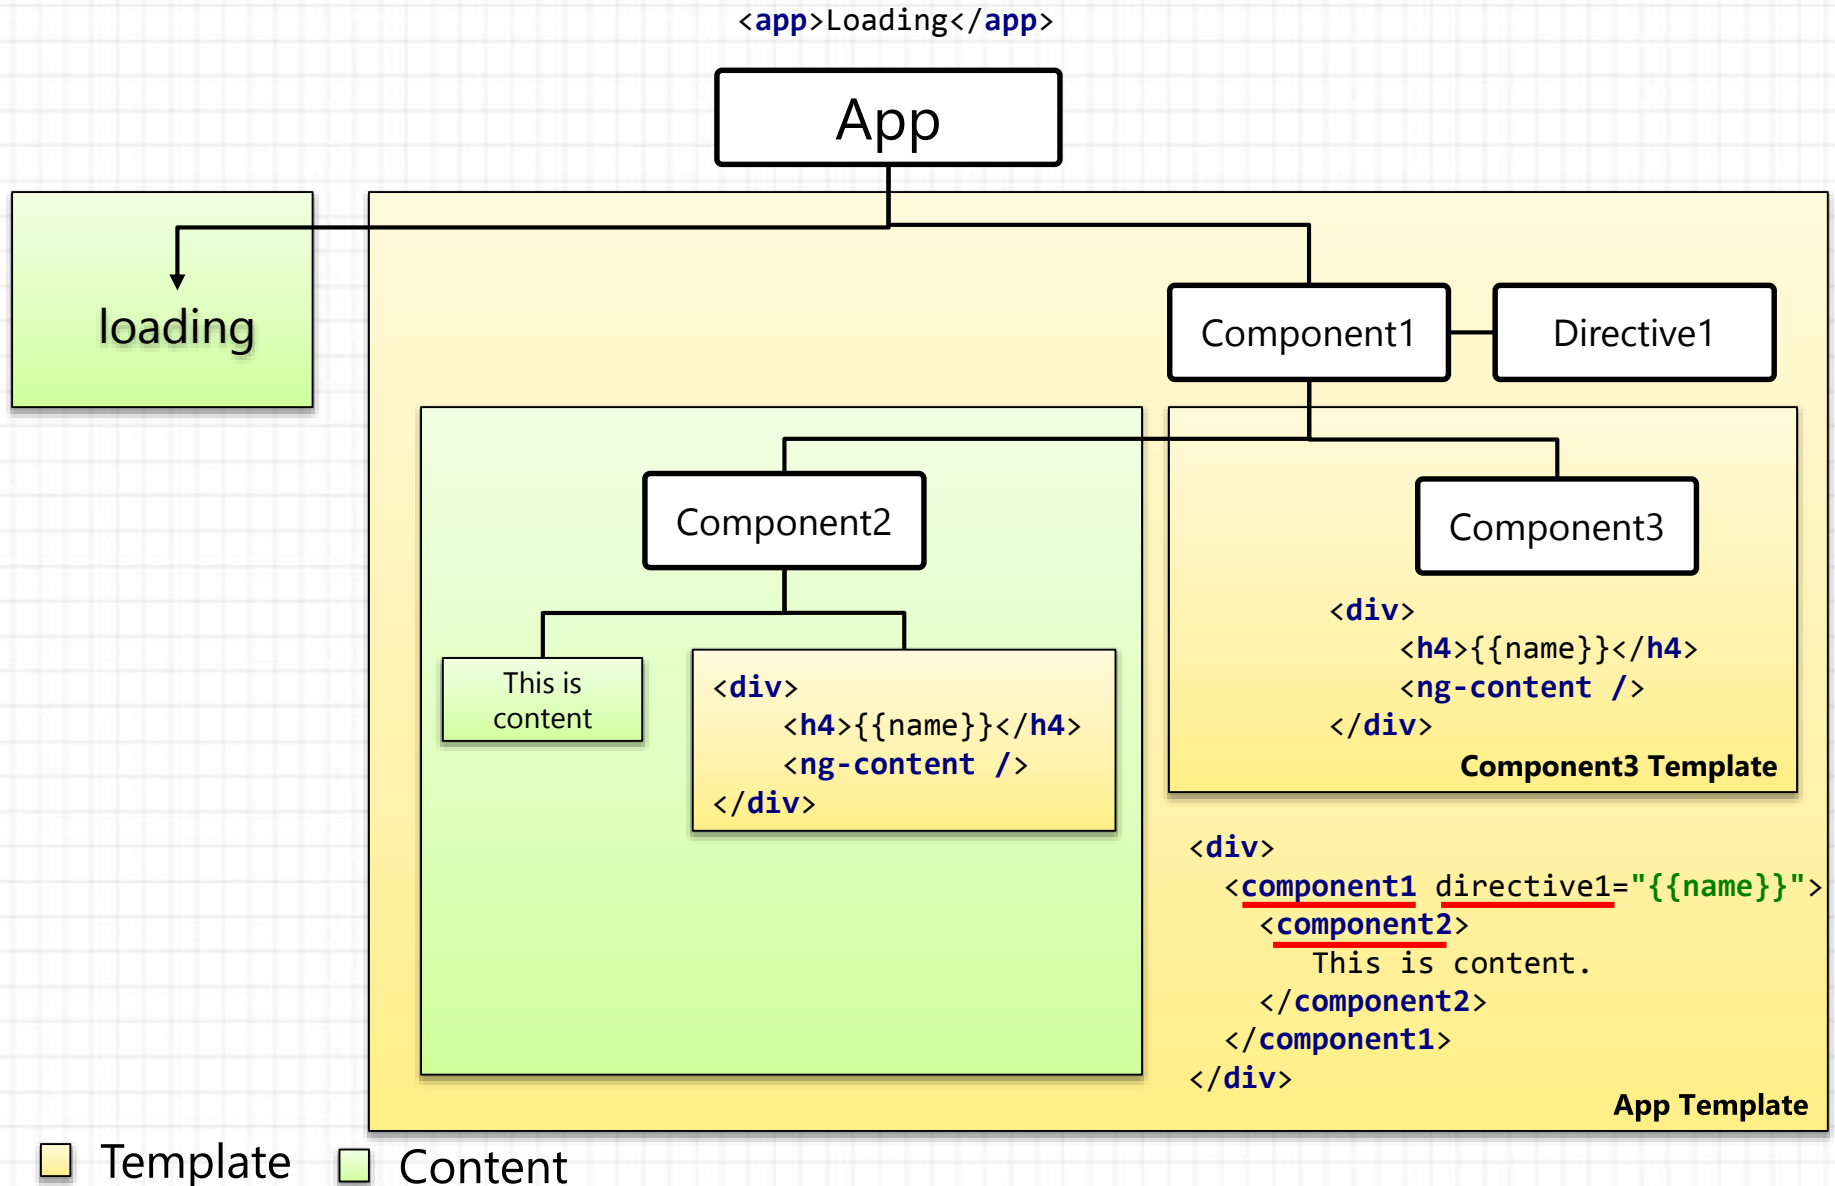 <app>Loading</app>
App
loading
Component1
Directive1
Component2
Component3
This is
content
<div>
<h4>{{name}}</h4>
<ng-content />
</div>
<div>
<h4>{{name}}</h4>
<ng-content />
</div>
Component3 Template
<div>
<component1 directive1="{{name}}">
<component2>
This is content.
</component2>
</component1>
</div>
App Template
Template
Content